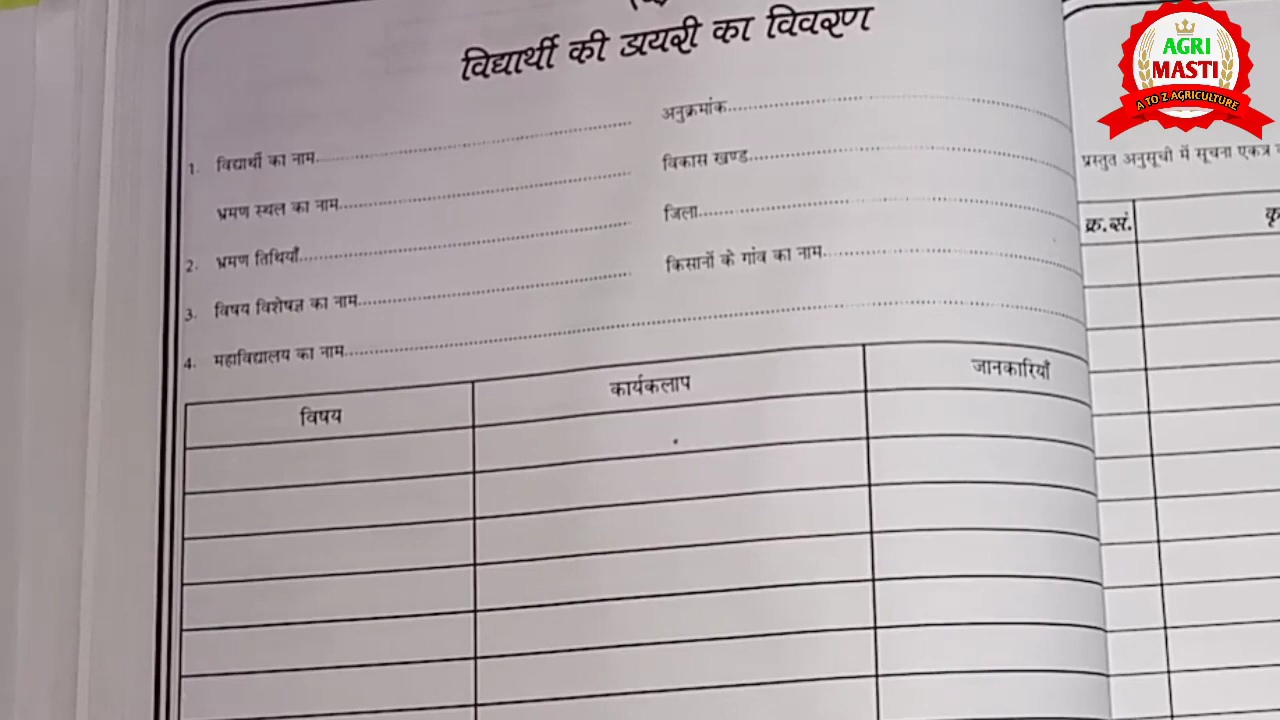 विद्यार्थी की डायरी का विवरण
अनुक्रमांक
1. विद्यार्थी का नाम
विकास खण्ड
भ्रमण स्थल का नाम
जिला
2. भ्रमण तिथियाँ
किसानों के गांव का नाम
3. विषय विशेषज्ञ का नाम
4. महाविद्यालय का नाम
विषय कार्यकलाप जानकारियाँ
प्रस्तुत अनुसूची में सूचना एकत्र
क्र.सं.
AGRI
MASTI
A TO Z AGRICULTURE